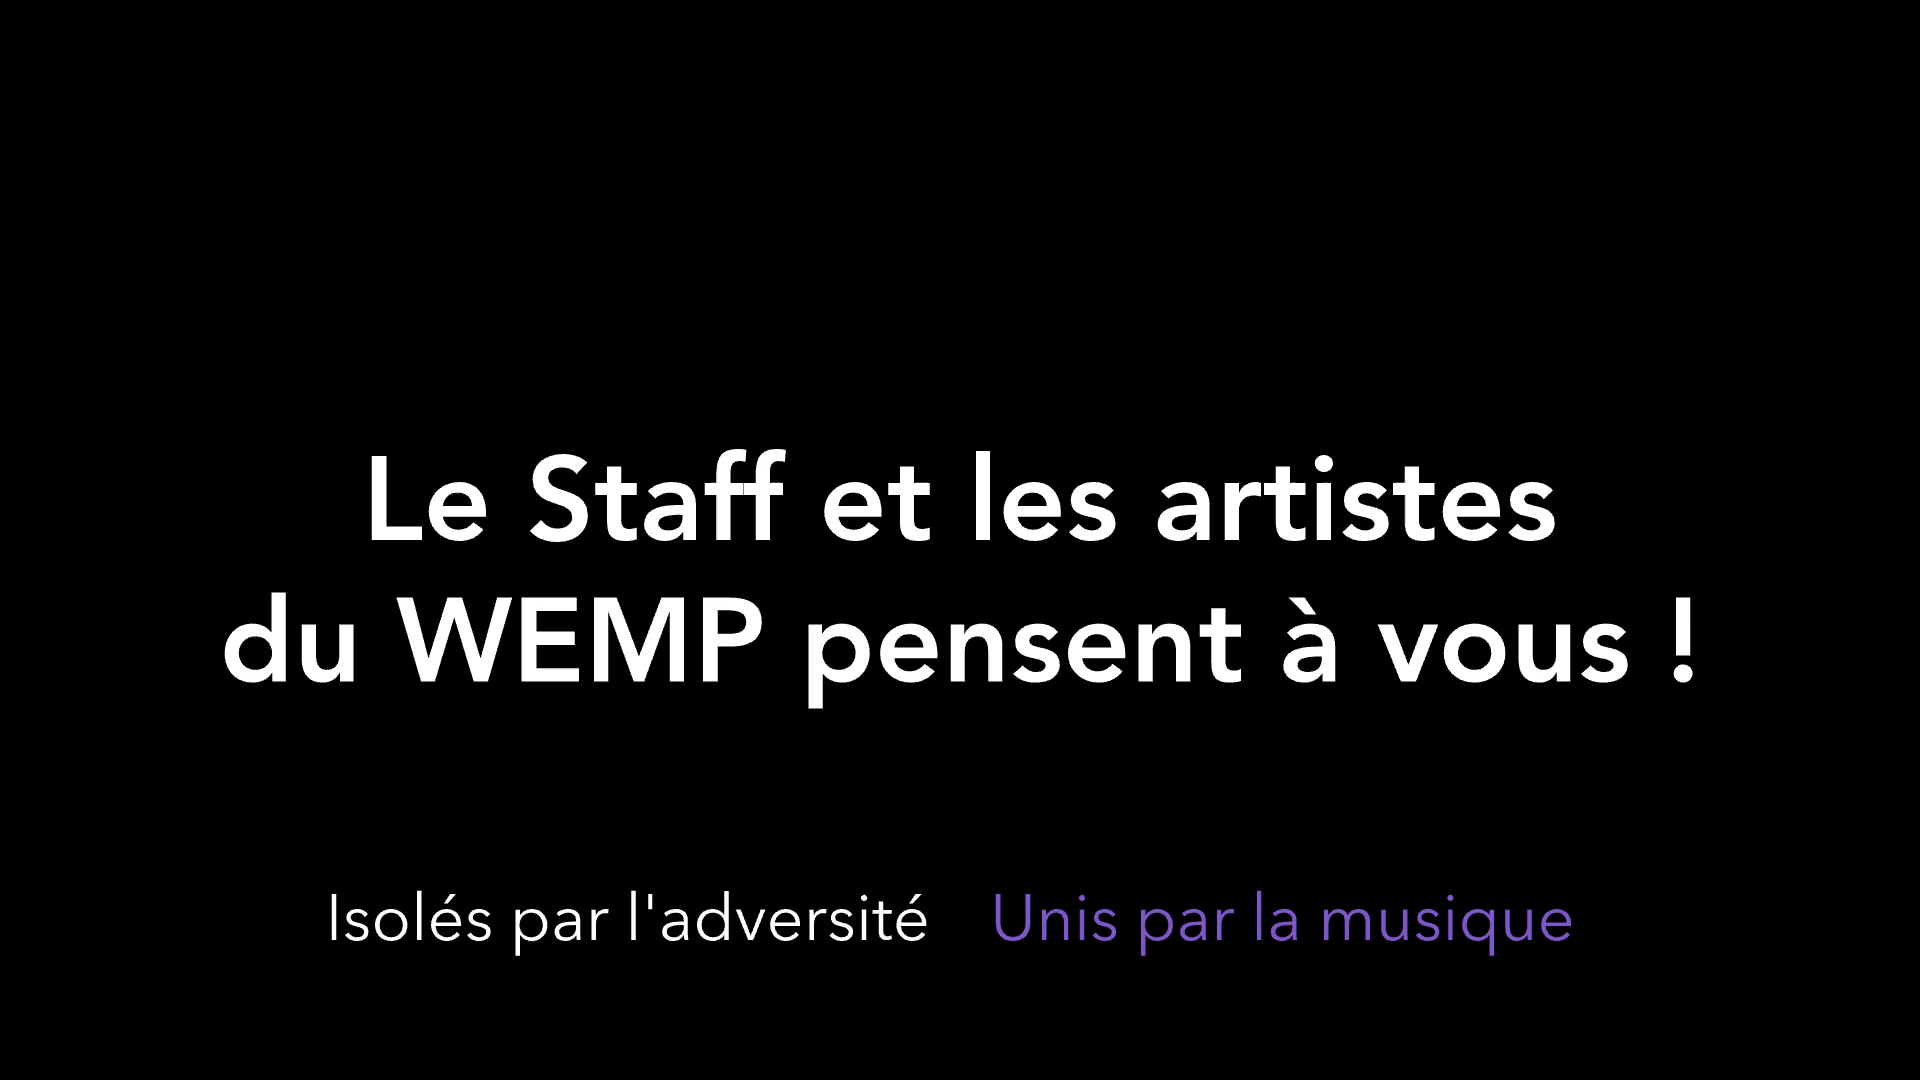 Le Staff et les artistes
du WEMP pensent à vous !
Isolés par l'adversité Unis par la musique